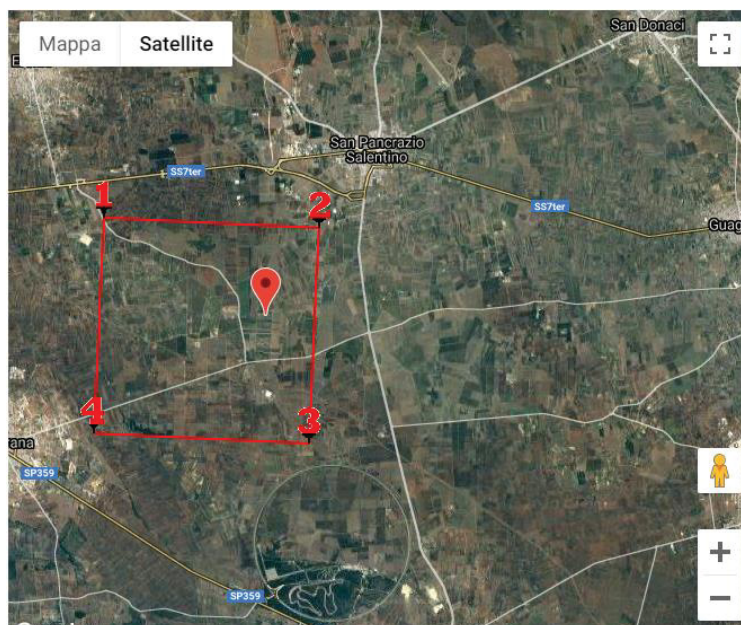 Mappa
Satellite
San Donaci
San Pancrazio
Salentino
SS7ter
1
2
SS7ter
Guag
4
3
rana
SP359
SP359
+
−